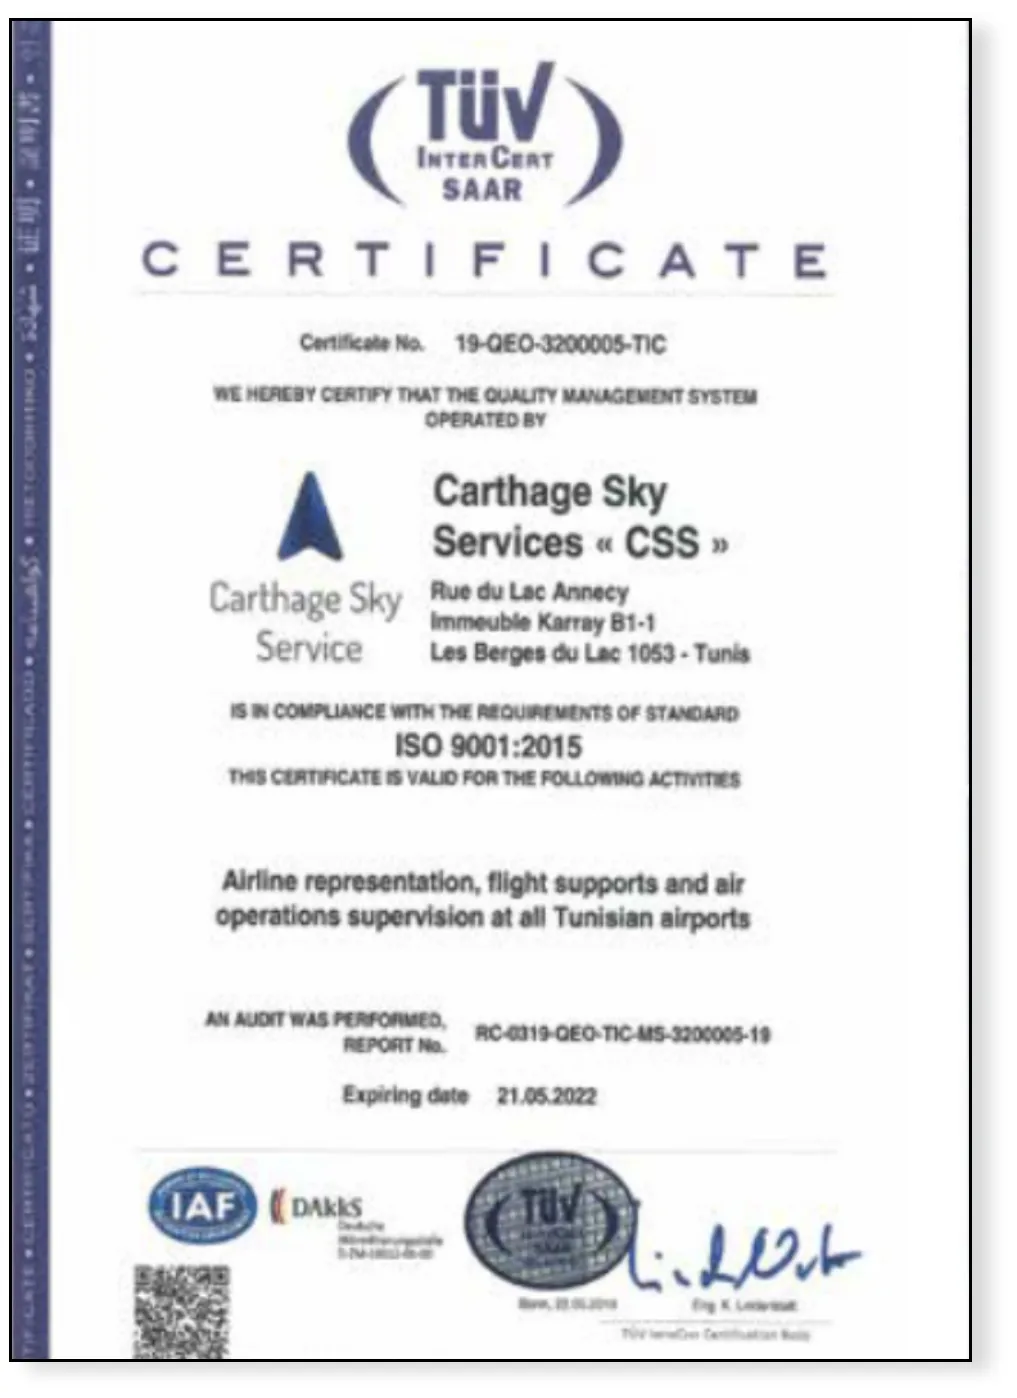 TÜV
INTERCERT
SAAR
CERTIFICATE
Certificate No. 19-QEO-3200005-TIC
WE HEREBY CERTIFY THAT THE QUALITY MANAGEMENT SYSTEM
OPERATED BY
Carthage Sky
Service
Carthage Sky
Services « CSS »
Rue du Lac Annecy
Immeuble Karray B1-1
Les Berges du Lac 1053 - Tunis
IS IN COMPLIANCE WITH THE REQUIREMENTS OF STANDARD
ISO 9001:2015
THIS CERTIFICATE IS VALID FOR THE FOLLOWING ACTIVITIES
Airline representation, flight supports and air
operations supervision at all Tunisian airports
AN AUDIT WAS PERFORMED,
REPORT No. RC-0319-QEO-TIC-MS-3200005-19
Expiring date 21.05.2022
IAF
DAkkS
Deutsche
Akkreditierungsstelle
TÜV
SAAR
Eng. K.
TÜV InterCert Certification Body